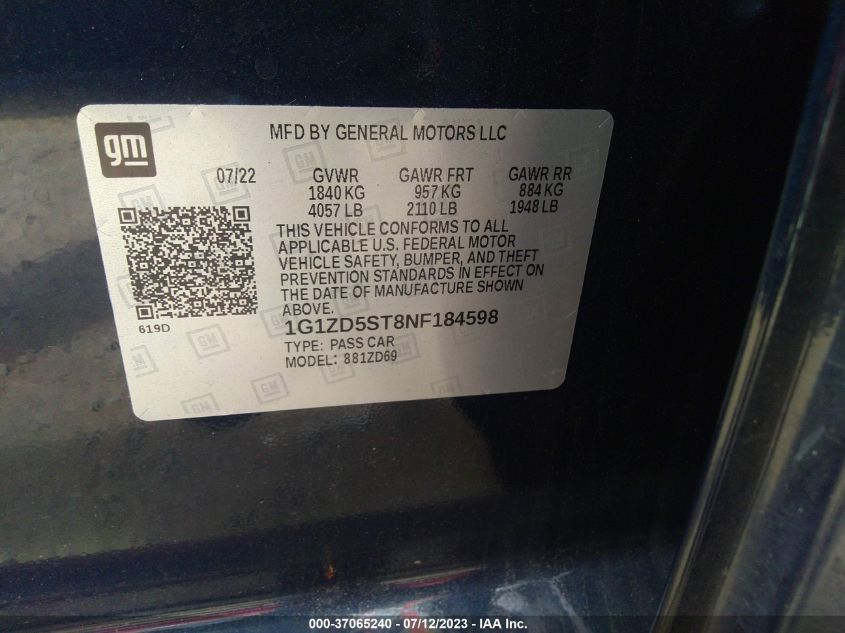 gm
MFD BY GENERAL MOTORS LLC
07/22 GVWR GAWR FRT GAWR RR
1840 KG 957 KG 884 KG
4057 LB 2110 LB 1948 LB
THIS VEHICLE CONFORMS TO ALL
APPLICABLE U.S. FEDERAL MOTOR
VEHICLE SAFETY, BUMPER, AND THEFT
PREVENTION STANDARDS IN EFFECT ON
THE DATE OF MANUFACTURE SHOWN
ABOVE.
619D
1G1ZD5ST8NF184598
TYPE: PASS CAR
MODEL: 881ZD69
000-37065240 - 07/12/2023 - IAA Inc.